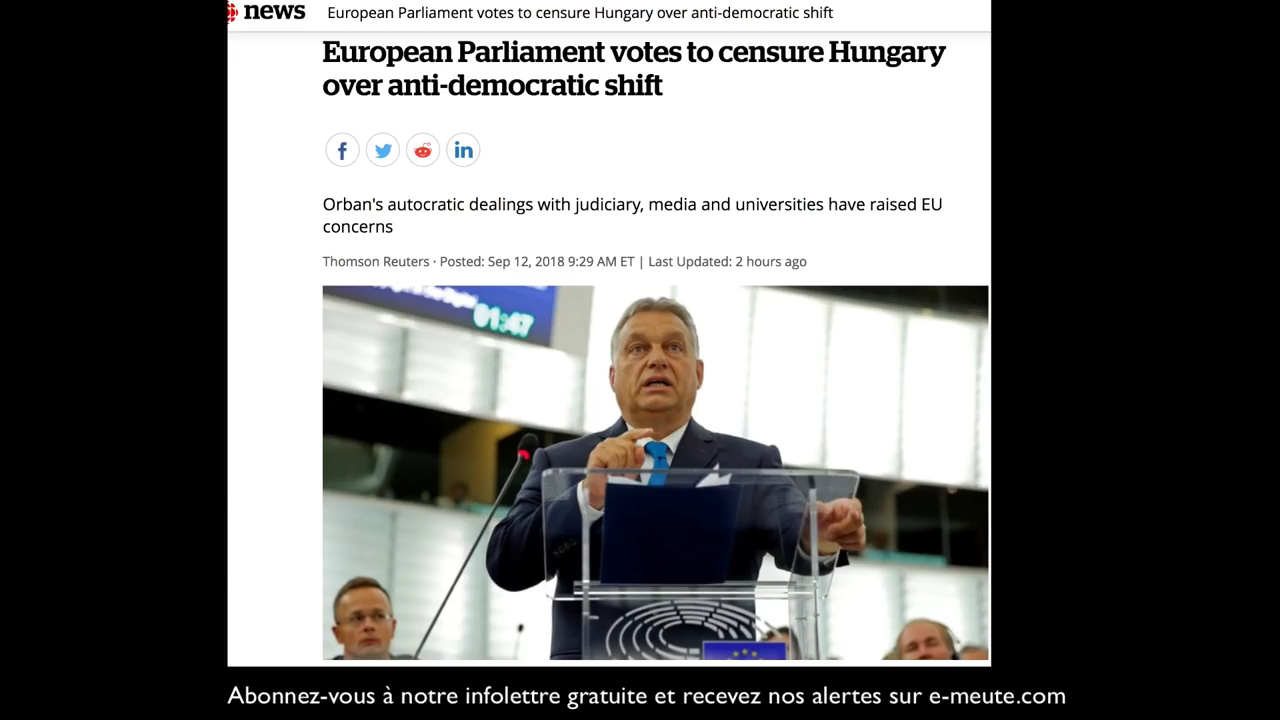 news European Parliament votes to censure Hungary over anti-democratic shift
European Parliament votes to censure Hungary
over anti-democratic shift
f in
Orban's autocratic dealings with judiciary, media and universities have raised EU
concerns
Thomson Reuters · Posted: Sep 12, 2018 9:29 AM ET | Last Updated: 2 hours ago
01:47
Abonnez-vous à notre infolettre gratuite et recevez nos alertes sur e-meute.com